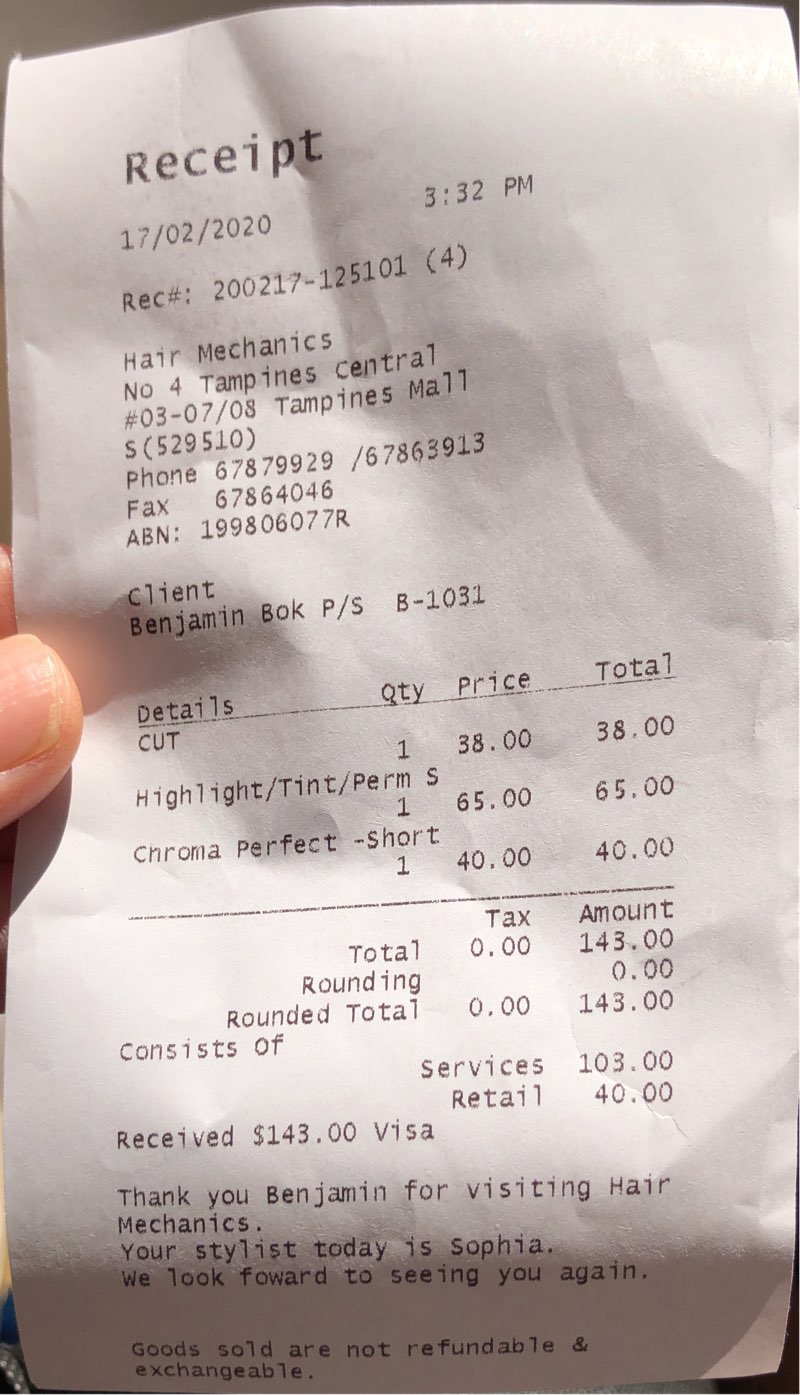 Receipt
3:32 PM
17/02/2020
Rec#: 200217-125101 (4)
Hair Mechanics
No 4 Tampines Central
#03-07/08 Tampines Mall
S(529510)
Phone 67879929 /67863913
Fax 67864046
ABN: 199806077R
Client
Benjamin Bok P/S B-1031
Details Qty Price Total
CUT
1 38.00 38.00
Highlight/Tint/Perm S
1 65.00 65.00
Chroma Perfect -Short
1 40.00 40.00
Tax Amount
Total 0.00 143.00
Rounding 0.00
Rounded Total 0.00 143.00
Consists Of
Services 103.00
Retail 40.00
Received $143.00 Visa
Thank you Benjamin for visiting Hair
Mechanics.
Your stylist today is Sophia.
We look foward to seeing you again.
Goods sold are not refundable &
exchangeable.